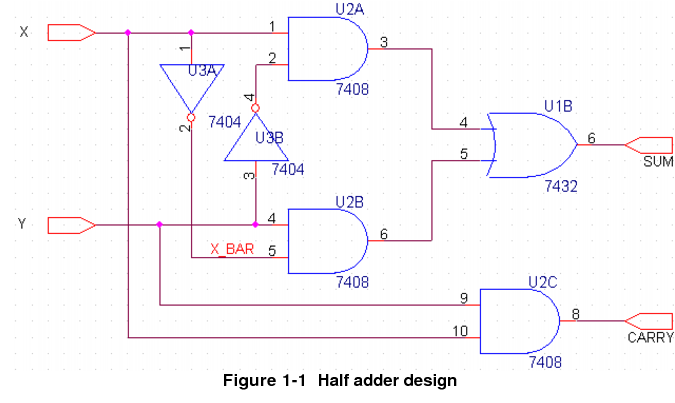 U2A
X
1
3
1
2
U3A
U1B
7408
4
4
6
2
7404
U3B
5
SUM
7404
3
7432
U2B
Y
4
6
X_BAR
5
7408
U2C
9
8
10
CARRY
7408
Figure 1-1 Half adder design